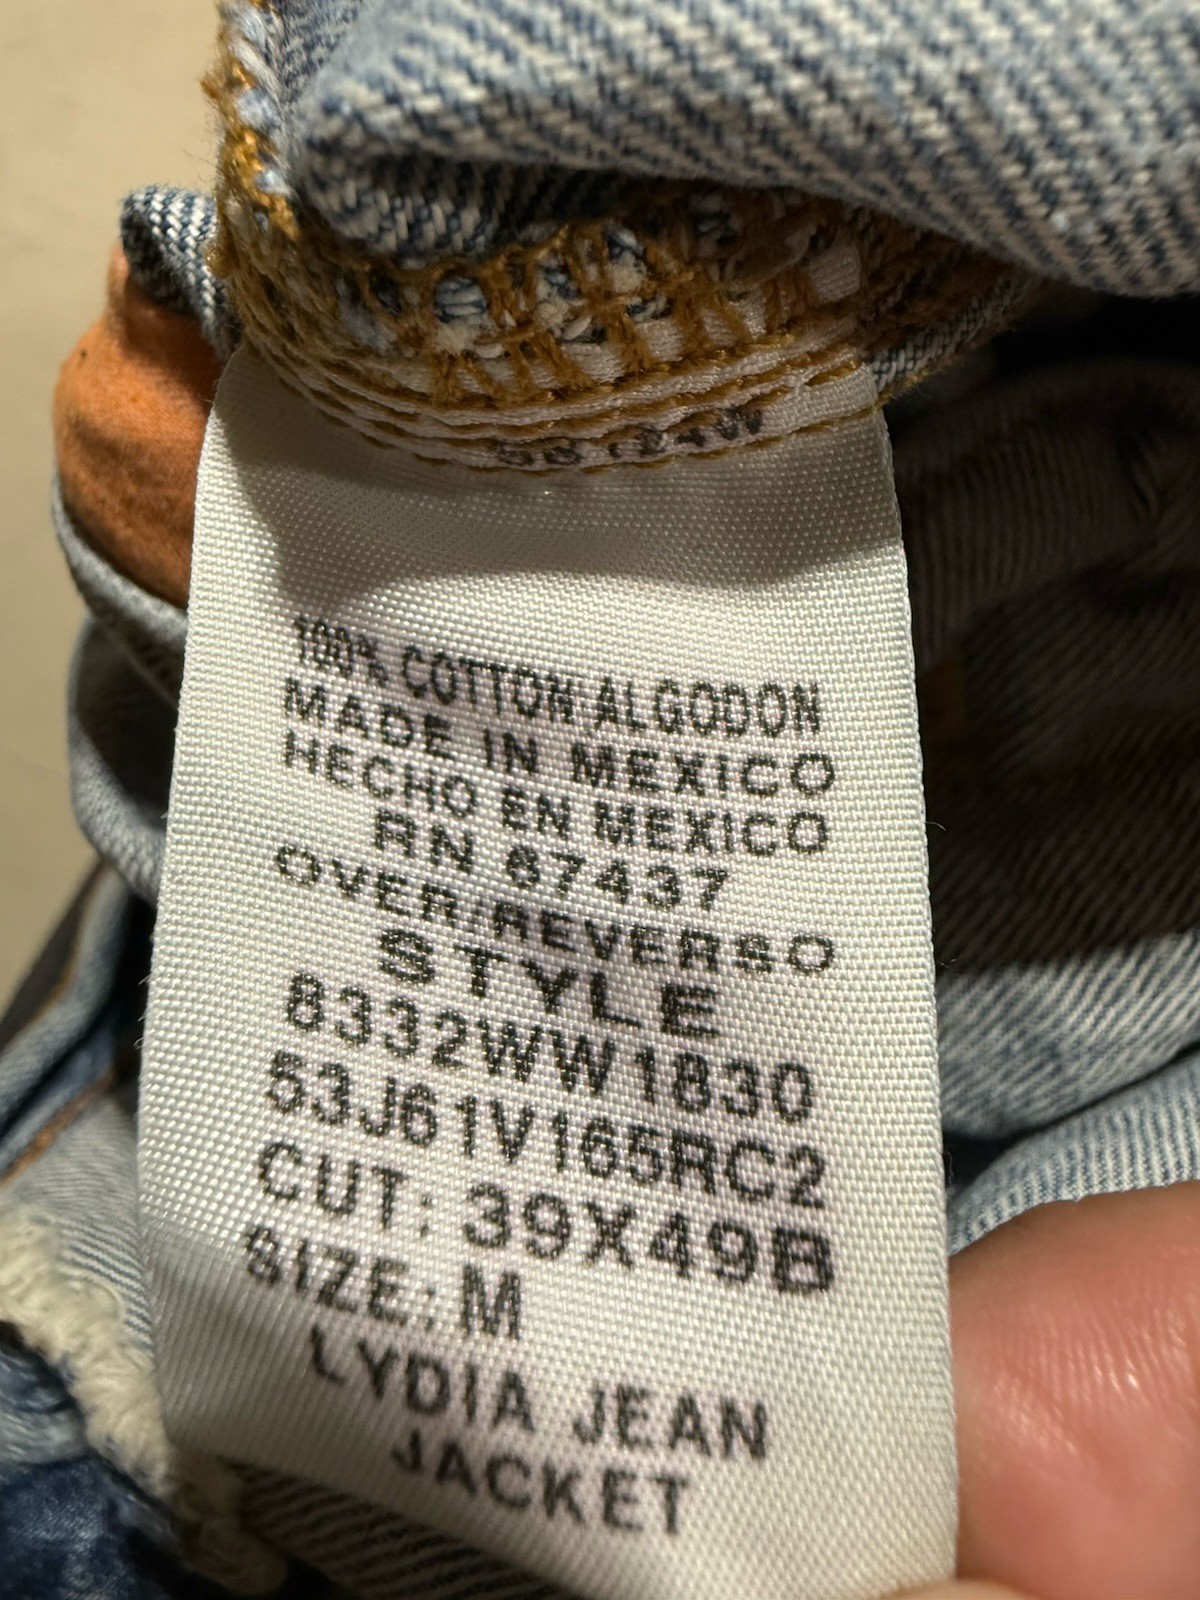 100% COTTON/ALGODON
MADE IN MEXICO
HECHO EN MEXICO
RN 67437
OVER/REVERSO
STYLE
8332WW1830
53J61V165RC2
CUT: 39X49B
SIZE: M
LYDIA JEAN
JACKET